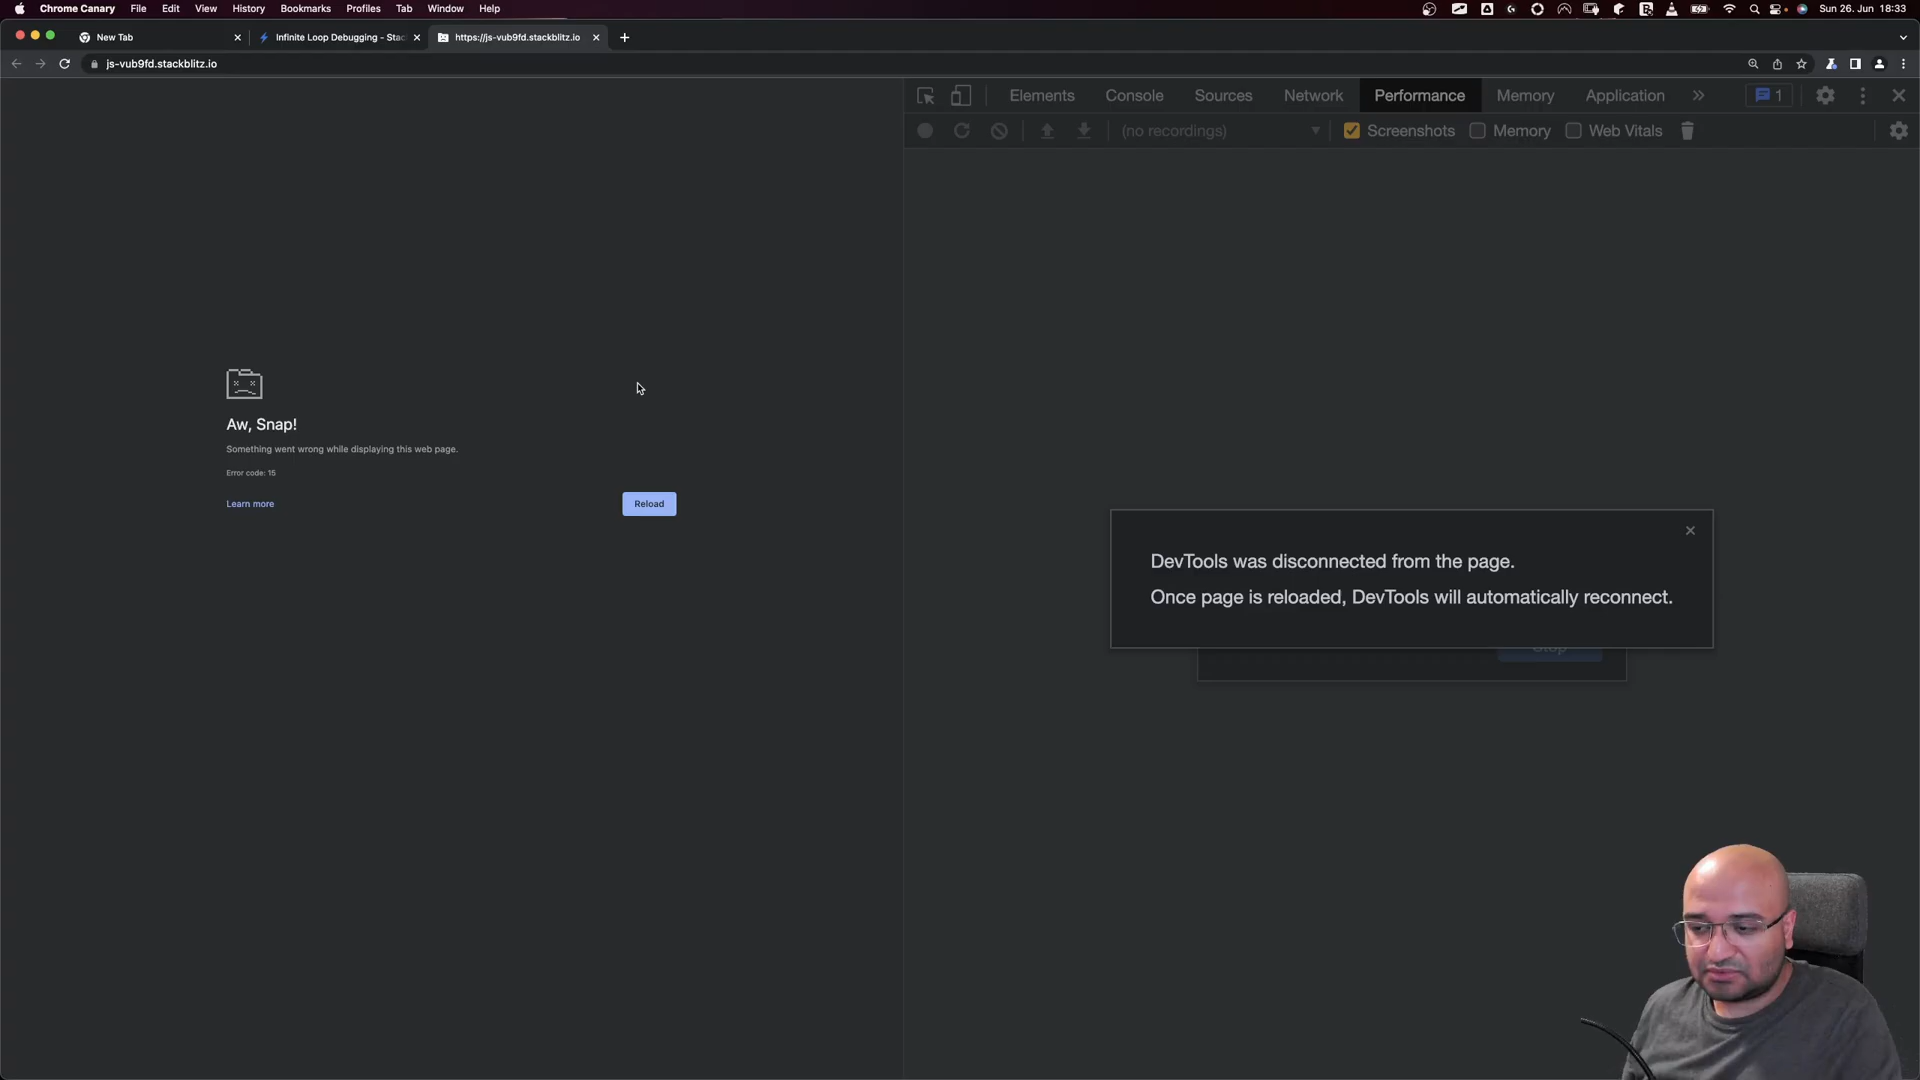 Chrome Canary File Edit View History Bookmarks Profiles Tab Window Help
Sun 26. Jun 18:33
New Tab
Infinite Loop Debugging - Stac
https://js-vub9fd.stackblitz.io
js-vub9fd.stackblitz.io
Elements Console Sources Network Performance Memory Application
1
(no recordings)
Screenshots
Memory
Web Vitals
Aw, Snap!
Something went wrong while displaying this web page.
Error code: 15
Learn more
Reload
DevTools was disconnected from the page.
Once page is reloaded, DevTools will automatically reconnect.
Stop